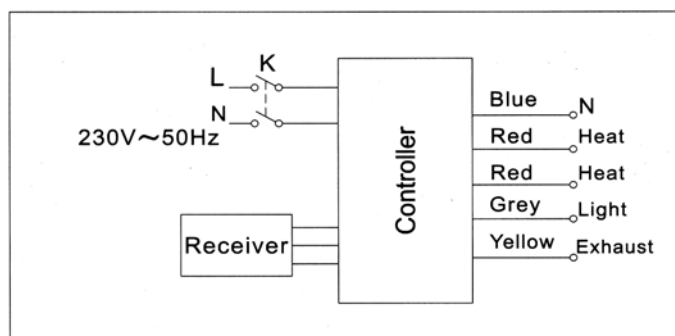 K
L
N
230V~50Hz
Receiver
Controller
Blue N
Red Heat
Red Heat
Grey Light
Yellow Exhaust